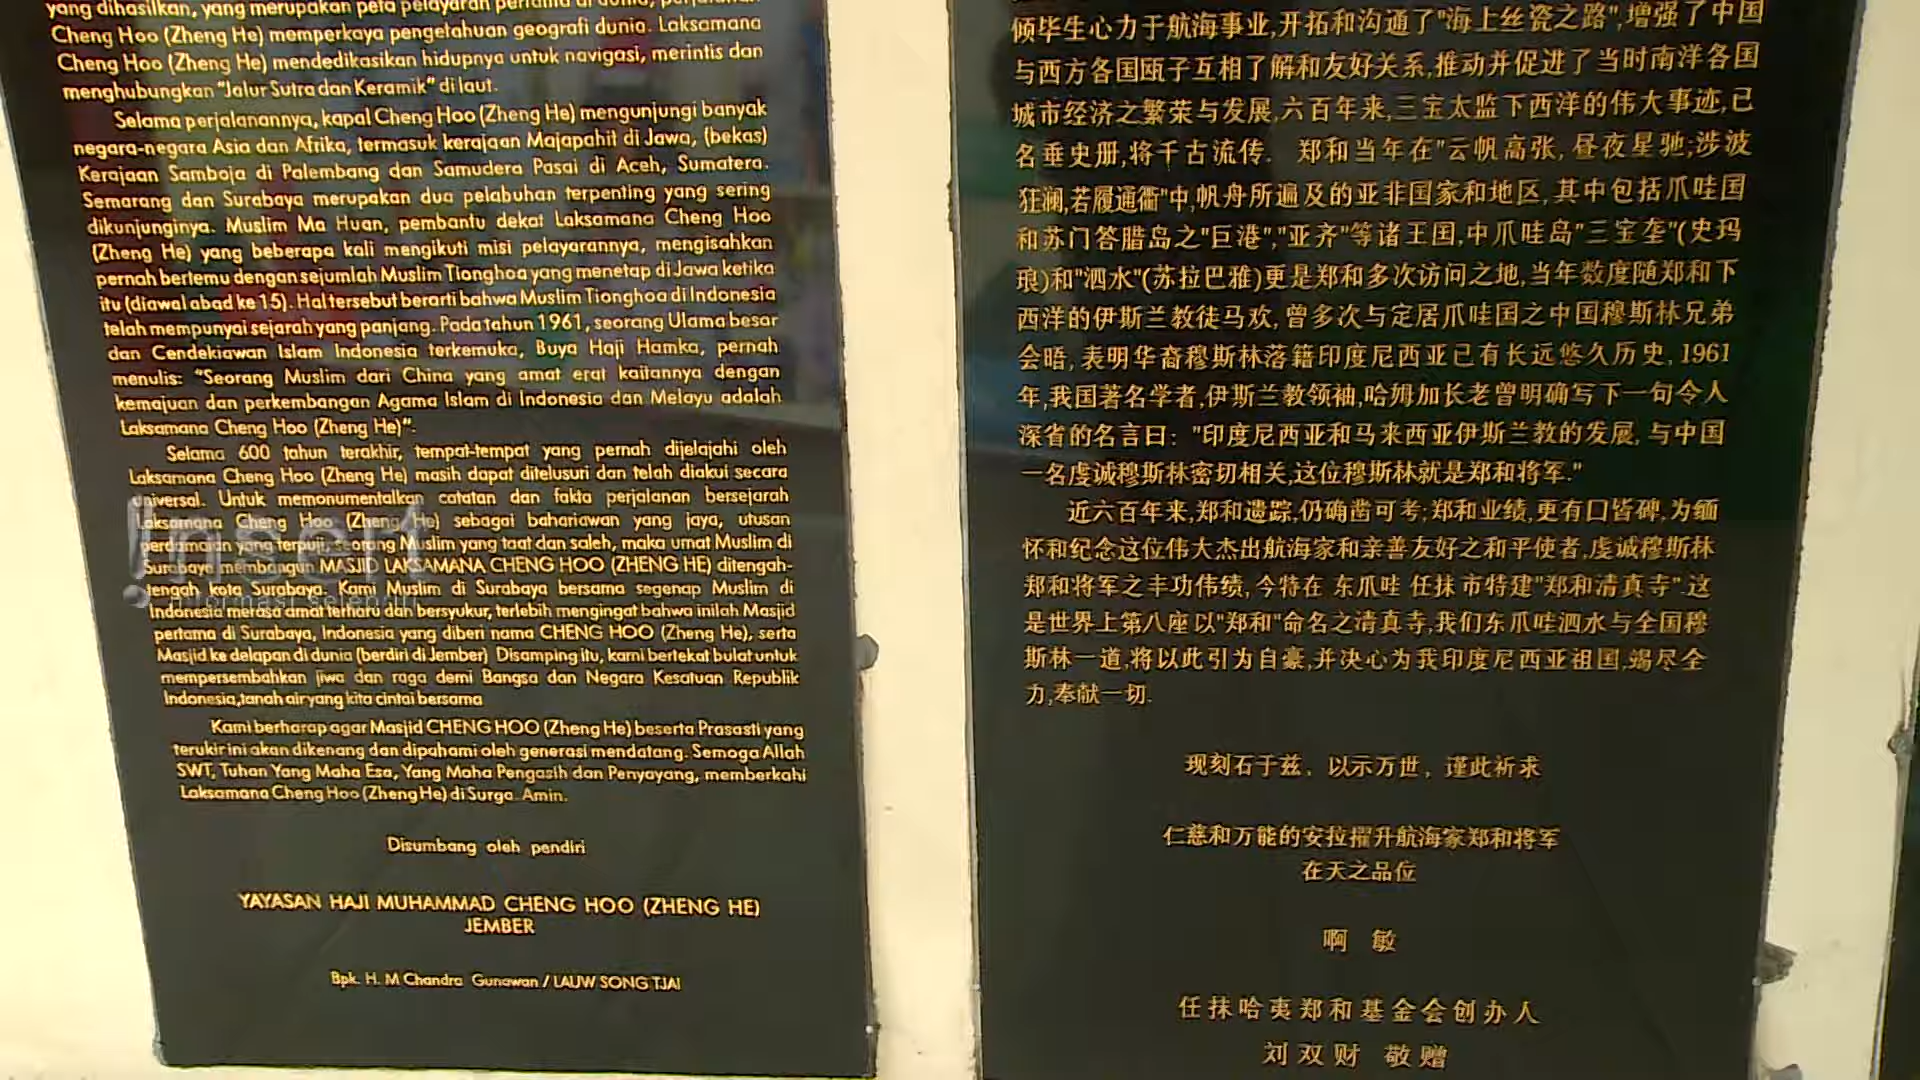 yang dihasilkan, yang merupakan peta pelayaran pertama di dunia, perjalanan
Cheng Hoo (Zheng He) memperkaya pengetahuan geografi dunia. Laksamana
Cheng Hoo (Zheng He) mendedikasikan hidupnya untuk navigasi, merintis dan
menghubungkan "Jalur Sutra dan Keramik" di laut.
Selama perjalanannya, kapal Cheng Hoo (Zheng He) mengunjungi banyak
negara-negara Asia dan Afrika, termasuk kerajaan Majapahit di Jawa, (bekas)
Kerajaan Samboja di Palembang dan Samudera Pasai di Aceh, Sumatera.
Semarang dan Surabaya merupakan dua pelabuhan terpenting yang sering
dikunjunginya. Muslim Ma Huan, pembantu dekat Laksamana Cheng Hoo
(Zheng He) yang beberapa kali mengikuti misi pelayarannya, mengisahkan
pernah bertemu dengan sejumlah Muslim Tionghoa yang menetap di Jawa ketika
itu (diawal abad ke 15). Hal tersebut berarti bahwa Muslim Tionghoa di Indonesia
telah mempunyai sejarah yang panjang. Pada tahun 1961, seorang Ulama besar
dan Cendekiawan Islam Indonesia terkemuka, Buya Haji Hamka, pernah
menulis: "Seorang Muslim dari China yang amat erat kaitannya dengan
kemajuan dan perkembangan Agama Islam di Indonesia dan Melayu adalah
Laksamana Cheng Hoo (Zheng He)".
Selama 600 tahun terakhir, tempat-tempat yang pernah dijelajahi oleh
Laksamana Cheng Hoo (Zheng He) masih dapat ditelusuri dan telah diakui secara
universal. Untuk memonumentalkan catatan dan fakta perjalanan bersejarah
Laksamana Cheng Hoo (Zheng He) sebagai bahariawan yang jaya, utusan
perdamaian yang terpuji, seorang Muslim yang taat dan saleh, maka umat Muslim di
Surabaya membangun MASJID LAKSAMANA CHENG HOO (ZHENG HE) ditengah-
tengah kota Surabaya. Kami Muslim di Surabaya bersama segenap Muslim di
Indonesia merasa amat terharu dan bersyukur, terlebih mengingat bahwa inilah Masjid
pertama di Surabaya, Indonesia yang diberi nama CHENG HOO (Zheng He), serta
Masjid ke delapan di dunia (berdiri di Jember) Disamping itu, kami bertekat bulat untuk
mempersembahkan jiwa dan raga demi Bangsa dan Negara Kesatuan Republik
Indonesia,tanah air yang kita cintai bersama
Kami berharap agar Masjid CHENG HOO (Zheng He) beserta Prasasti yang
terukir ini akan dikenang dan dipahami oleh generasi mendatang. Semoga Allah
SWT, Tuhan Yang Maha Esa, Yang Maha Pengasih dan Penyayang, memberkahi
Laksamana Cheng Hoo (Zheng He) di Surga. Amin.
Disumbang oleh pendiri
YAYASAN HAJI MUHAMMAD CHENG HOO (ZHENG HE)
JEMBER
Bpk. H. M Chandra Gunawan / LAUW SONG TJAI
!nsert
informasi selebriti
倾毕生心力于航海事业,开拓和沟通了"海上丝瓷之路",增强了中国
与西方各国瓯子互相了解和友好关系,推动并促进了当时南洋各国
城市经济之繁荣与发展,六百年来,三宝太监下西洋的伟大事迹,已
名垂史册,将千古流传. 郑和当年在"云帆高张,昼夜星驰;涉波
狂澜,若履通衢"中,帆舟所遍及的亚非国家和地区,其中包括爪哇国
和苏门答腊岛之"巨港","亚齐"等诸王国,中爪哇岛"三宝垄"(史玛
琅)和"泗水"(苏拉巴雅)更是郑和多次访问之地,当年数度随郑和下
西洋的伊斯兰教徒马欢,曾多次与定居爪哇国之中国穆斯林兄弟
会晤,表明华裔穆斯林落籍印度尼西亚已有长远悠久历史,1961
年,我国著名学者,伊斯兰教领袖,哈姆加长老曾明确写下一句令人
深省的名言曰: "印度尼西亚和马来西亚伊斯兰教的发展,与中国
一名虔诚穆斯林密切相关,这位穆斯林就是郑和将军."
近六百年来,郑和遗踪,仍确凿可考;郑和业绩,更有口皆碑,为缅
怀和纪念这位伟大杰出航海家和亲善友好之和平使者,虔诚穆斯林
郑和将军之丰功伟绩,今特在 东爪哇 任抹 市特建"郑和清真寺".这
是世界上第八座以"郑和"命名之清真寺,我们东爪哇泗水与全国穆
斯林一道,将以此引为自豪,并决心为我印度尼西亚祖国,竭尽全
力,奉献一切.
现刻石于兹, 以示万世, 谨此祈求
仁慈和万能的安拉擢升航海家郑和将军
在天之品位
啊 敏
任抹哈夷郑和基金会创办人
刘双财 敬赠